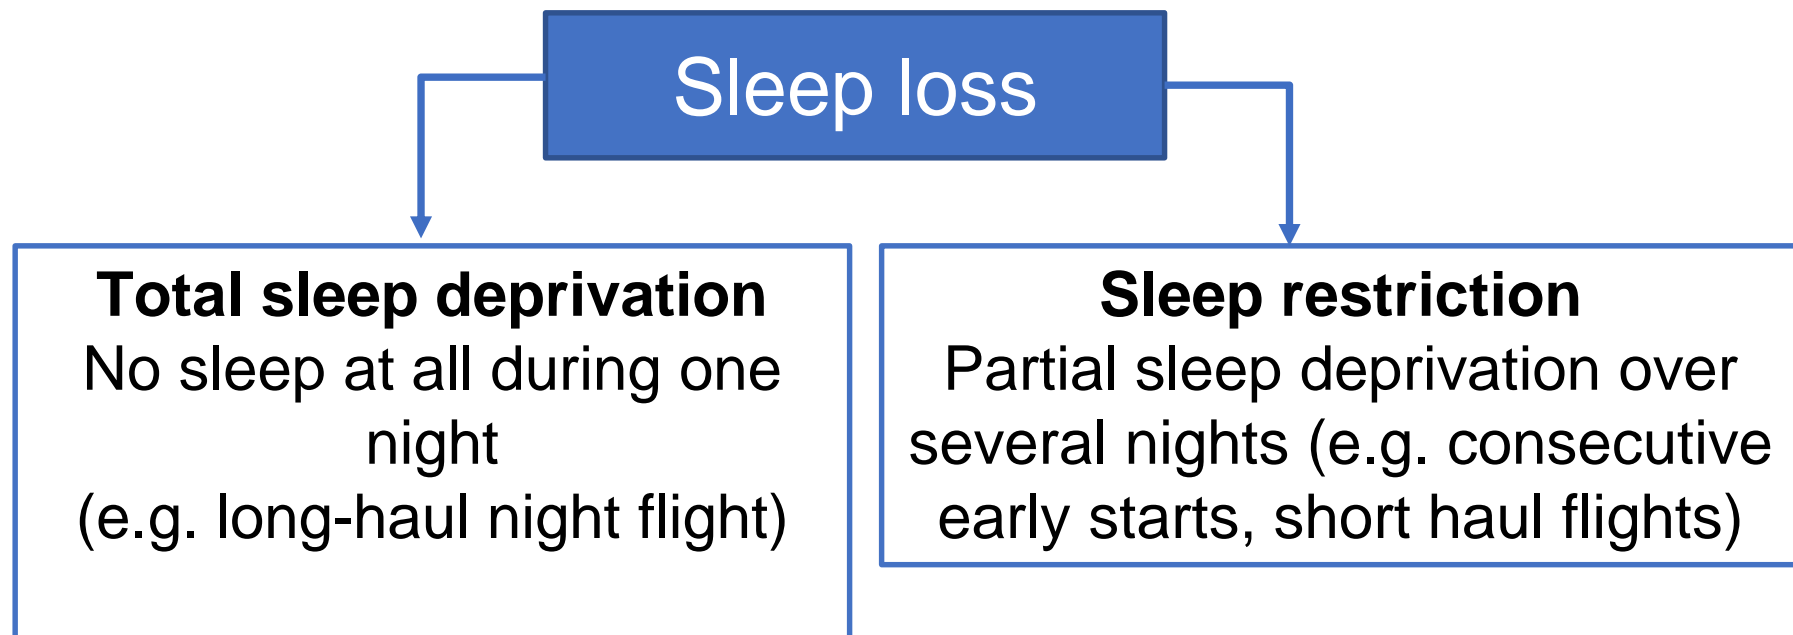 Sleep loss
Total sleep deprivation
No sleep at all during one
night
(e.g. long-haul night flight)
Sleep restriction
Partial sleep deprivation over
several nights (e.g. consecutive
early starts, short haul flights)